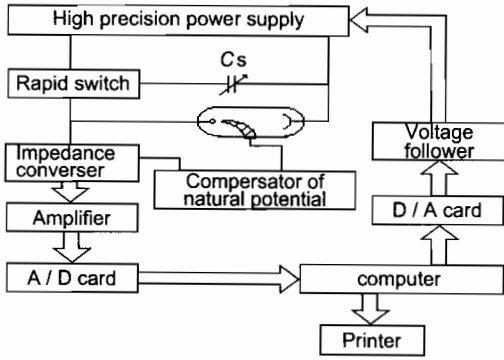 High precision power supply
Cs
Rapid switch
Voltage
follower
Impedance
converser
Compersator of
natural potential
Amplifier
D / A card
A / D card
computer
Printer